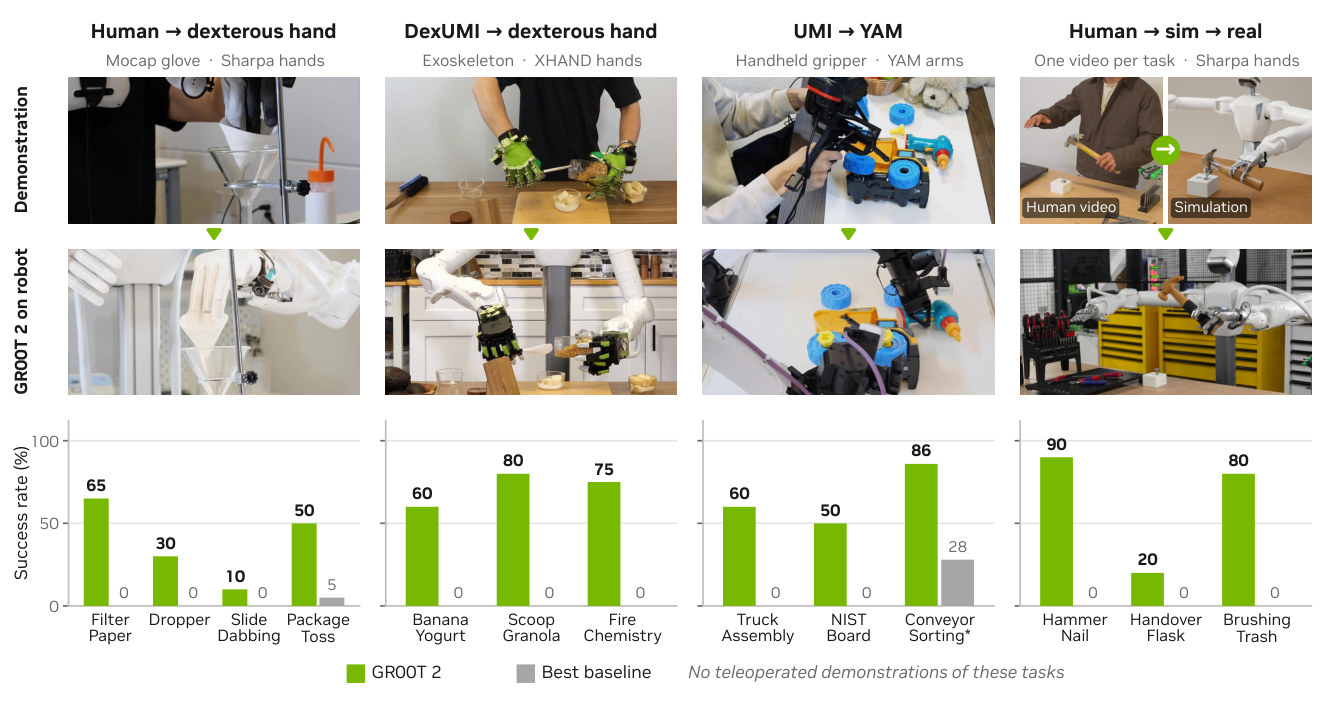 Human → dexterous hand
Mocap glove · Sharpa hands
DexUMI → dexterous hand
Exoskeleton · XHAND hands
UMI → YAM
Handheld gripper · YAM arms
Human → sim → real
One video per task · Sharpa hands
Demonstration
Human video
Simulation
GR00T 2 on robot
Success rate (%)
100
50
0
65
0
30
0
10
0
50
5
Filter
Paper
Dropper
Slide
Dabbing
Package
Toss
60
0
80
0
75
0
Banana
Yogurt
Scoop
Granola
Fire
Chemistry
60
0
50
0
86
28
Truck
Assembly
NIST
Board
Conveyor
Sorting*
90
0
20
0
80
0
Hammer
Nail
Handover
Flask
Brushing
Trash
GR00T 2
Best baseline
No teleoperated demonstrations of these tasks